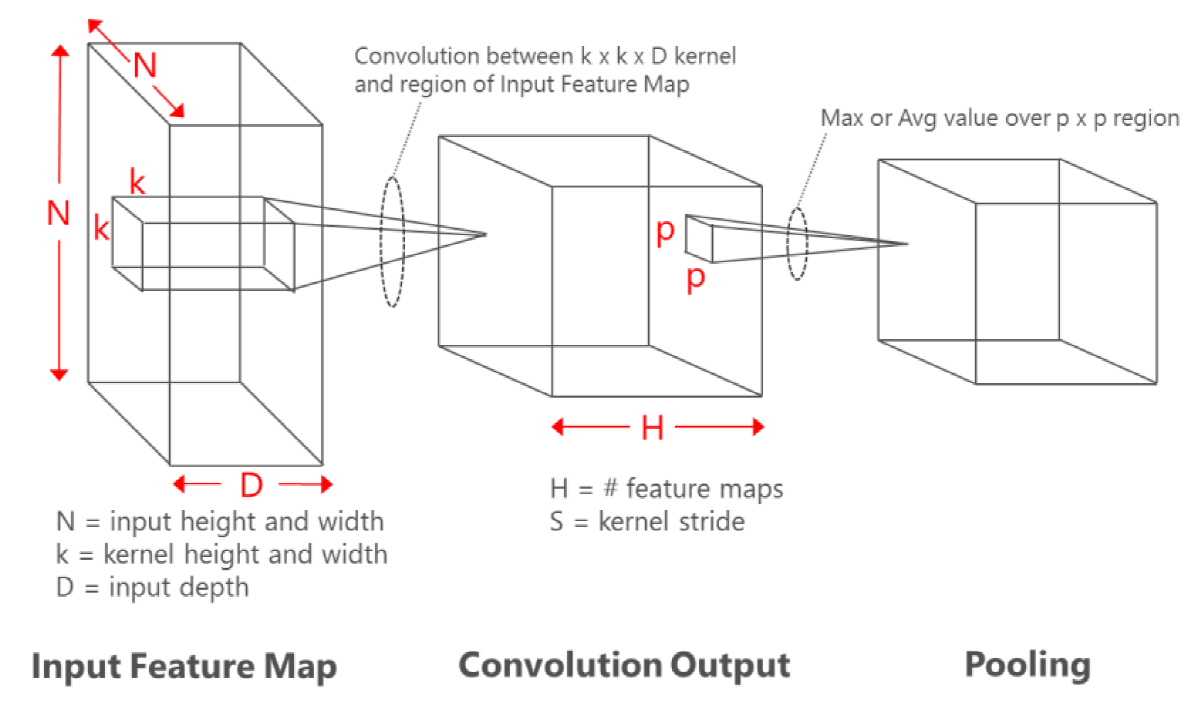 N
Convolution between k x k x D kernel
and region of Input Feature Map
Max or Avg value over p x p region
k
N
k
p
p
H
D
N = input height and width
k = kernel height and width
D = input depth
H = # feature maps
S = kernel stride
Input Feature Map
Convolution Output
Pooling